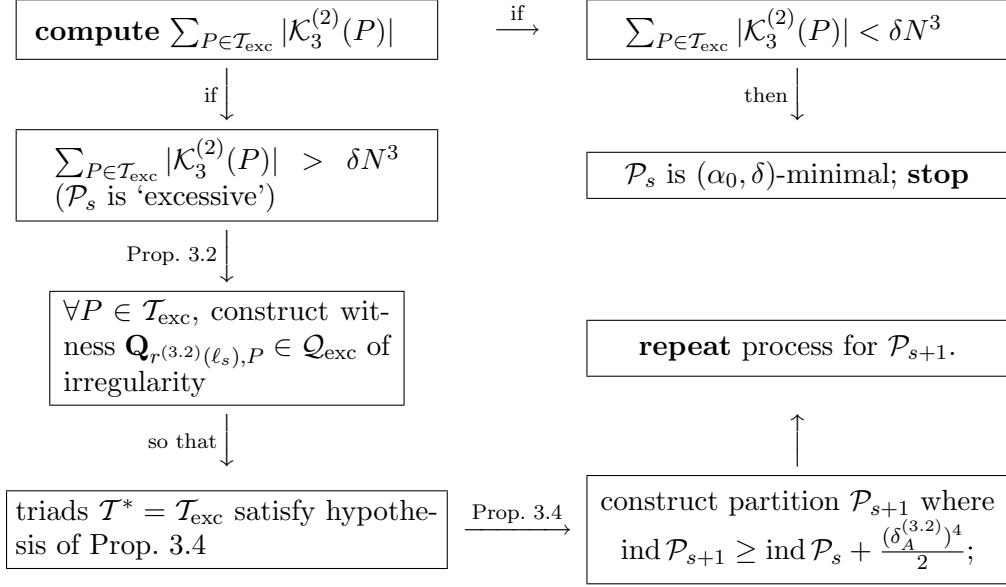 compute ∑_{P∈𝒯_exc} |𝒦_3^{(2)}(P)|
if
∑_{P∈𝒯_exc} |𝒦_3^{(2)}(P)| < δN^3
if
then
∑_{P∈𝒯_exc} |𝒦_3^{(2)}(P)| > δN^3
(𝒫_s is ‘excessive’)
𝒫_s is (α_0, δ)-minimal; stop
Prop. 3.2
∀P ∈ 𝒯_exc, construct wit-
ness 𝐐_{r^{(3.2)}(ℓ_s),P} ∈ 𝒬_exc of
irregularity
repeat process for 𝒫_{s+1}.
so that
triads 𝒯^* = 𝒯_exc satisfy hypothe-
sis of Prop. 3.4
Prop. 3.4
construct partition 𝒫_{s+1} where
ind 𝒫_{s+1} ≥ ind 𝒫_s + (δ_A^{(3.2)})^4/2;